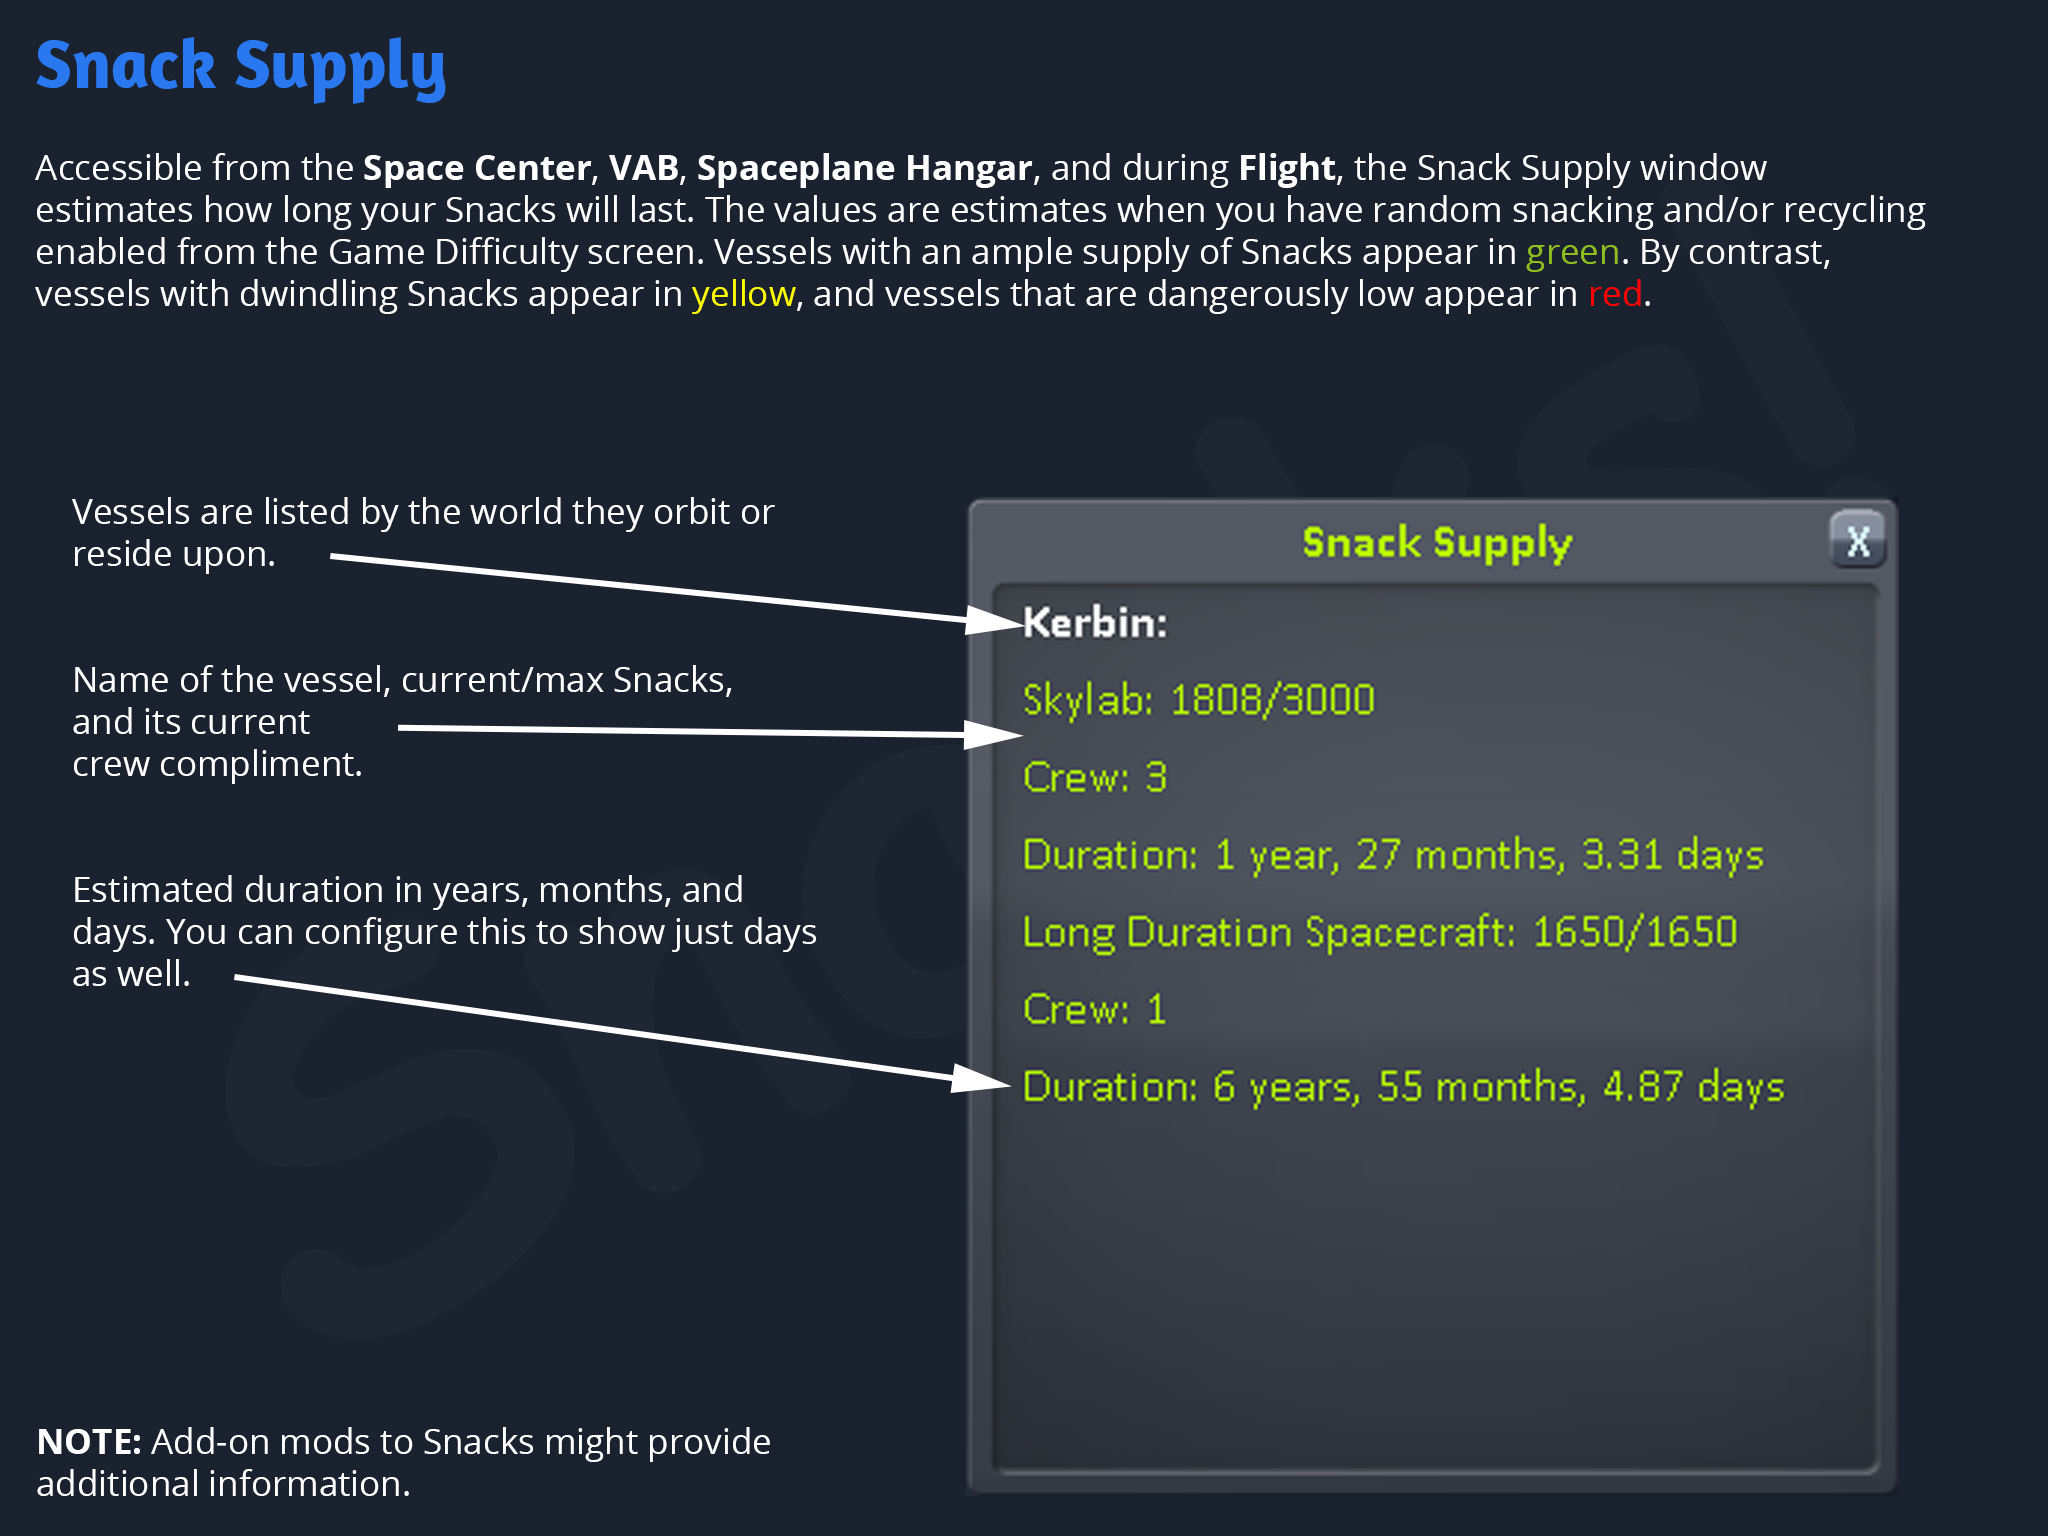 Snack Supply
Accessible from the Space Center, VAB, Spaceplane Hangar, and during Flight, the Snack Supply window
estimates how long your Snacks will last. The values are estimates when you have random snacking and/or recycling
enabled from the Game Difficulty screen. Vessels with an ample supply of Snacks appear in green. By contrast,
vessels with dwindling Snacks appear in yellow, and vessels that are dangerously low appear in red.
Vessels are listed by the world they orbit or
reside upon.
Name of the vessel, current/max Snacks,
and its current
crew compliment.
Estimated duration in years, months, and
days. You can configure this to show just days
as well.
Snack Supply
X
Kerbin:
Skylab: 1808/3000
Crew: 3
Duration: 1 year, 27 months, 3.31 days
Long Duration Spacecraft: 1650/1650
Crew: 1
Duration: 6 years, 55 months, 4.87 days
NOTE: Add-on mods to Snacks might provide
additional information.